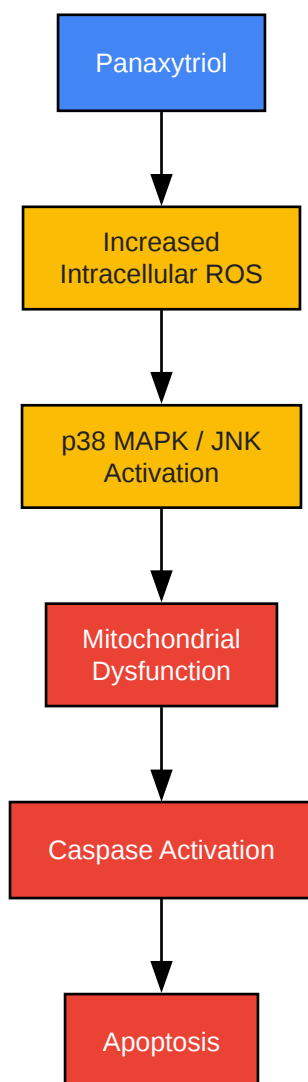 Panaxytriol
Increased
Intracellular ROS
p38 MAPK / JNK
Activation
Mitochondrial
Dysfunction
Caspase Activation
Apoptosis